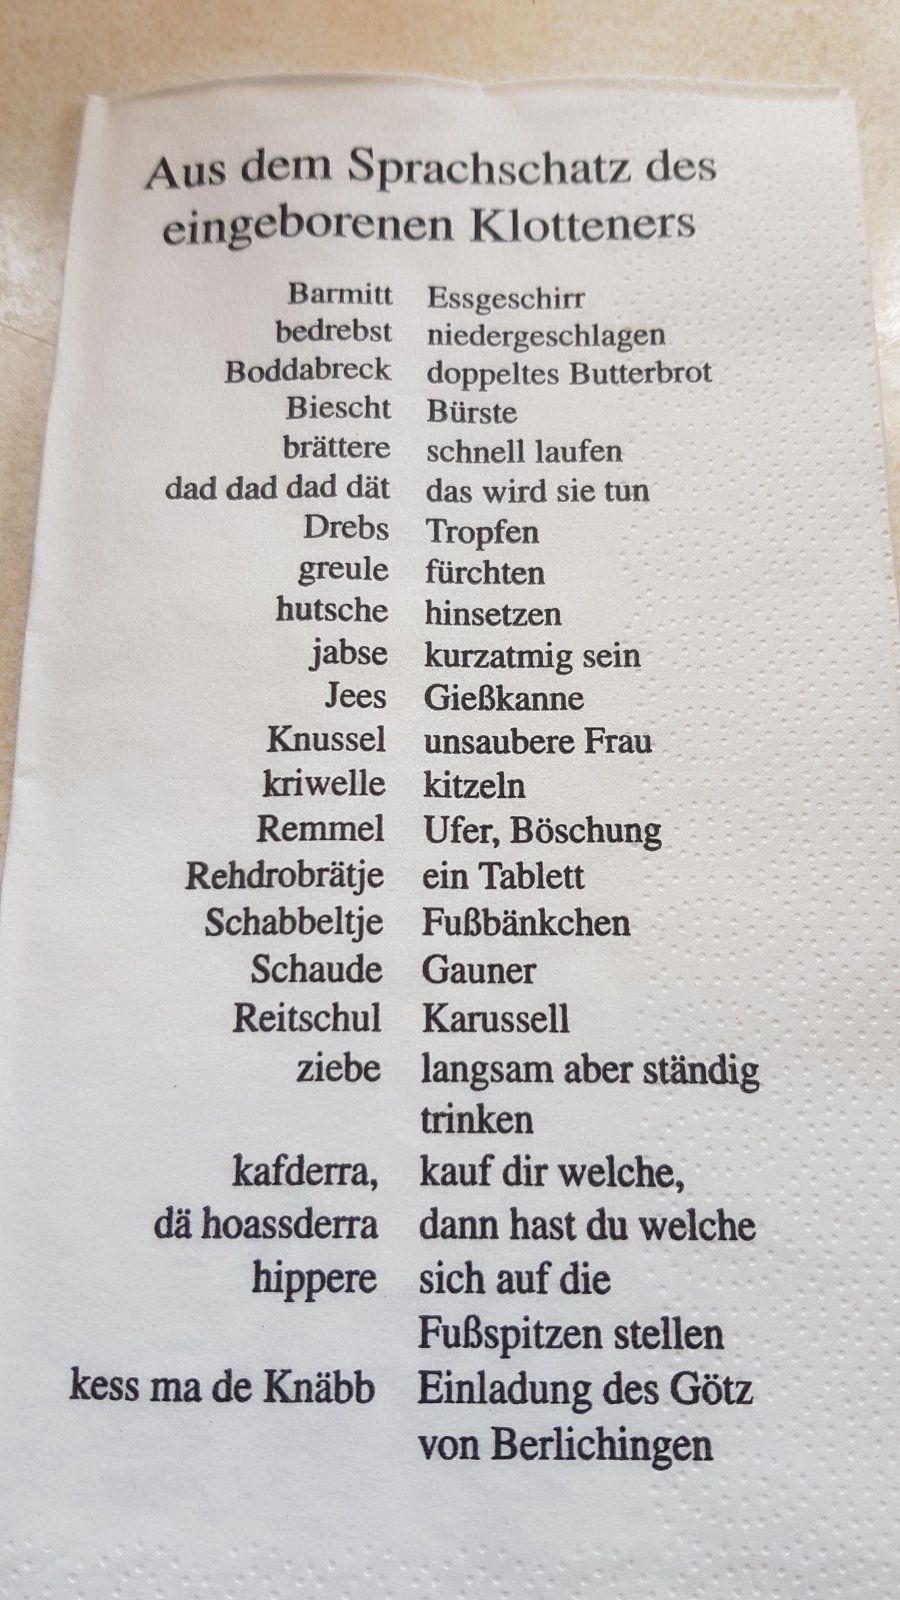 Aus dem Sprachschatz des
eingeborenen Klotteners
Barmitt Essgeschirr
bedrebst niedergeschlagen
Boddabreck doppeltes Butterbrot
Biescht Bürste
brättere schnell laufen
dad dad dad dät das wird sie tun
Drebs Tropfen
greule fürchten
hutsche hinsetzen
jabse kurzatmig sein
Jees Gießkanne
Knussel unsaubere Frau
kriwelle kitzeln
Remmel Ufer, Böschung
Rehdrobrätje ein Tablett
Schabbeltje Fußbänkchen
Schaude Gauner
Reitschul Karussell
ziebe langsam aber ständig
trinken
kafderra, kauf dir welche,
dä hoassderra dann hast du welche
hippere sich auf die
Fußspitzen stellen
kess ma de Knäbb Einladung des Götz
von Berlichingen